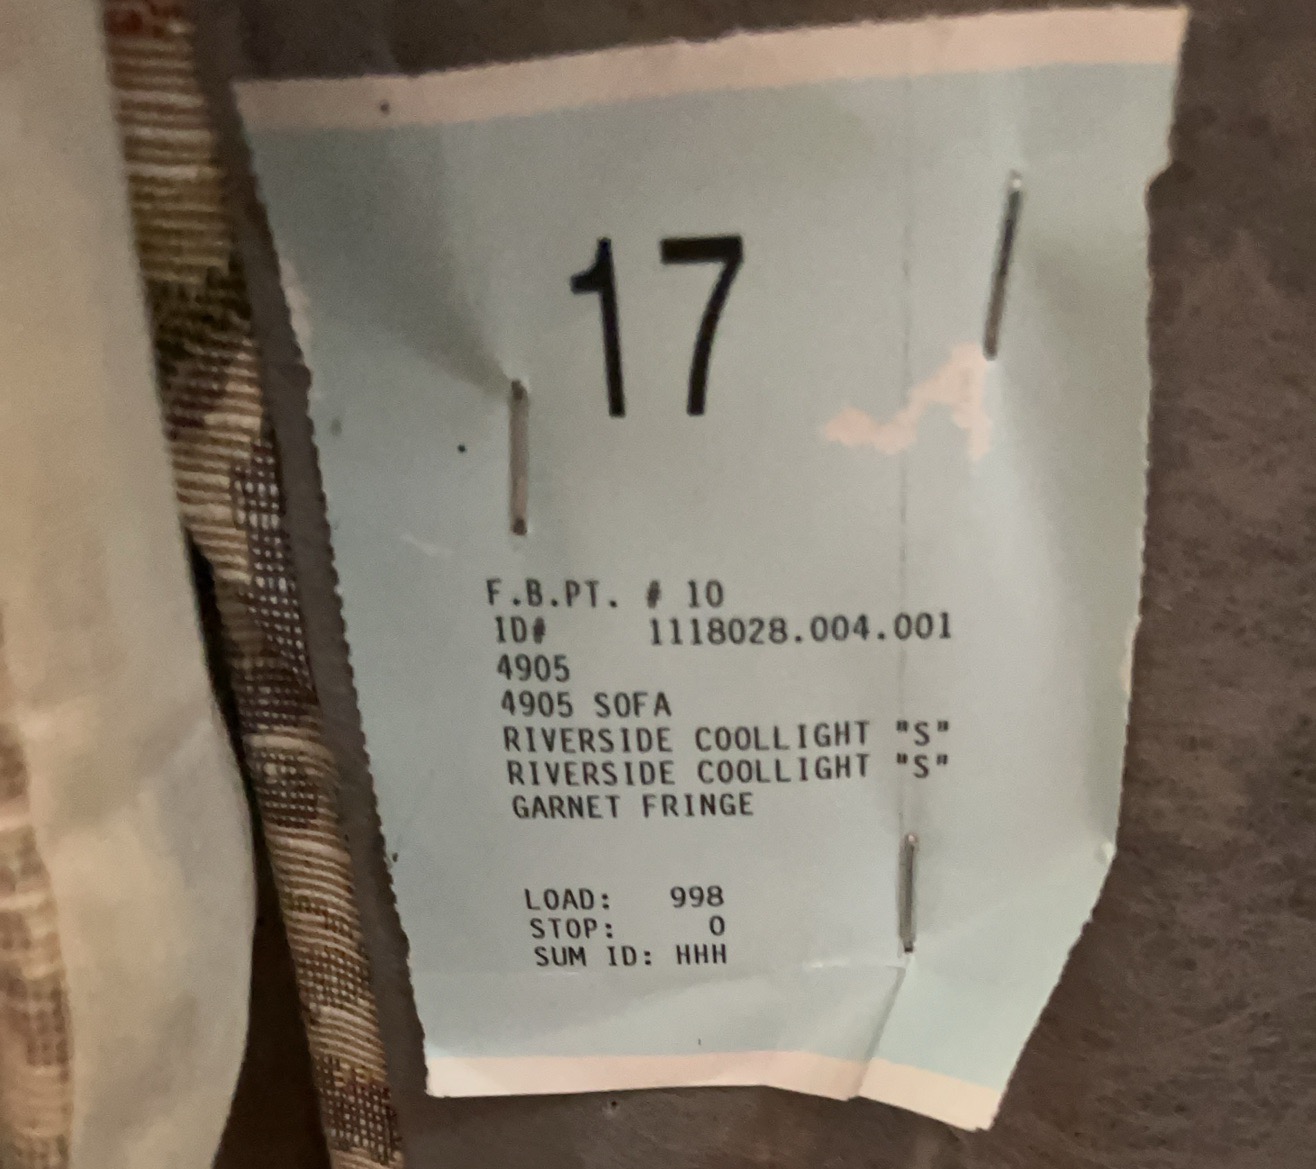 17
F.B.PT. # 10
ID# 1118028.004.001
4905
4905 SOFA
RIVERSIDE COOLLIGHT "S"
RIVERSIDE COOLLIGHT "S"
GARNET FRINGE
LOAD: 998
STOP: 0
SUM ID: HHH